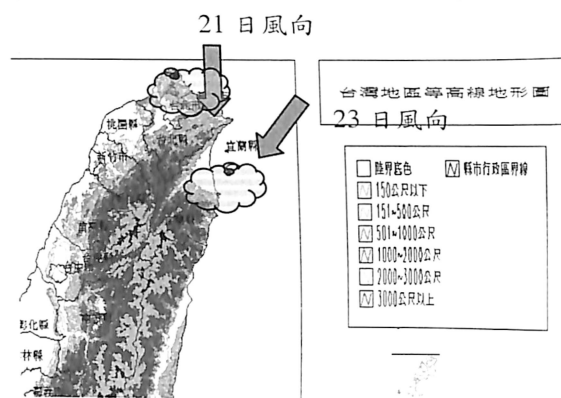 21 日風向
台灣地區等高線地形圖
23 日風向
宜蘭縣
桃園縣
新竹市
陸界底色
縣市行政區界線
150公尺以下
151~500公尺
501~1000公尺
1000~2000公尺
2000~3000公尺
3000公尺以上
彰化縣